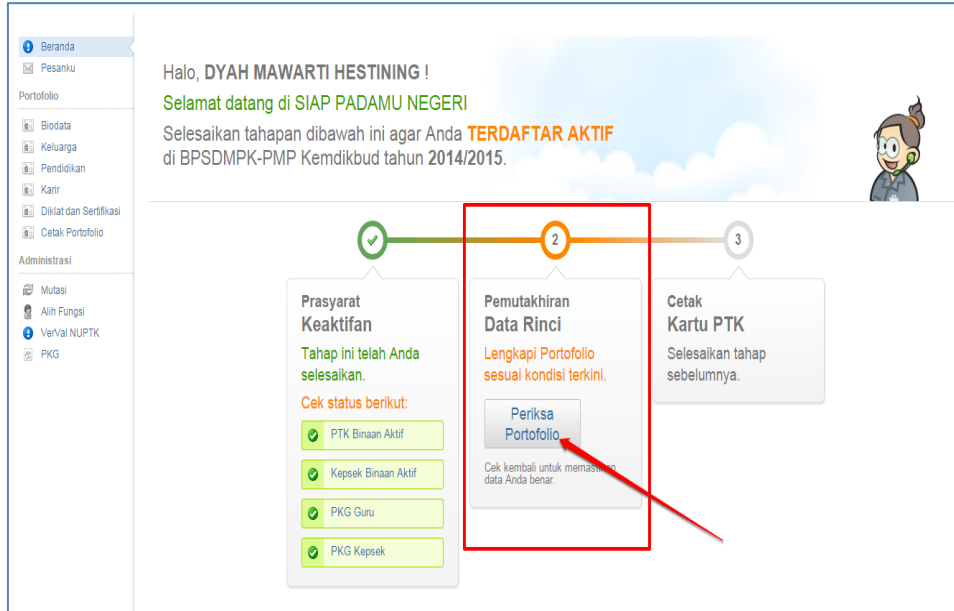 Beranda
Pesanku
Portofolio
Biodata
Keluarga
Pendidikan
Karir
Diklat dan Sertifikasi
Cetak Portofolio
Administrasi
Mutasi
Alih Fungsi
VerVal NUPTK
PKG
Halo, DYAH MAWARTI HESTINING !
Selamat datang di SIAP PADAMU NEGERI
Selesaikan tahapan dibawah ini agar Anda TERDAFTAR AKTIF
di BPSDMPK-PMP Kemdikbud tahun 2014/2015.
Prasyarat
Keaktifan
Tahap ini telah Anda
selesaikan.
Cek status berikut:
PTK Binaan Aktif
Kepsek Binaan Aktif
PKG Guru
PKG Kepsek
2
Pemutakhiran
Data Rinci
Lengkapi Portofolio
sesuai kondisi terkini.
Periksa
Portofolio
Cek kembali untuk memastikan
data Anda benar.
3
Cetak
Kartu PTK
Selesaikan tahap
sebelumnya.